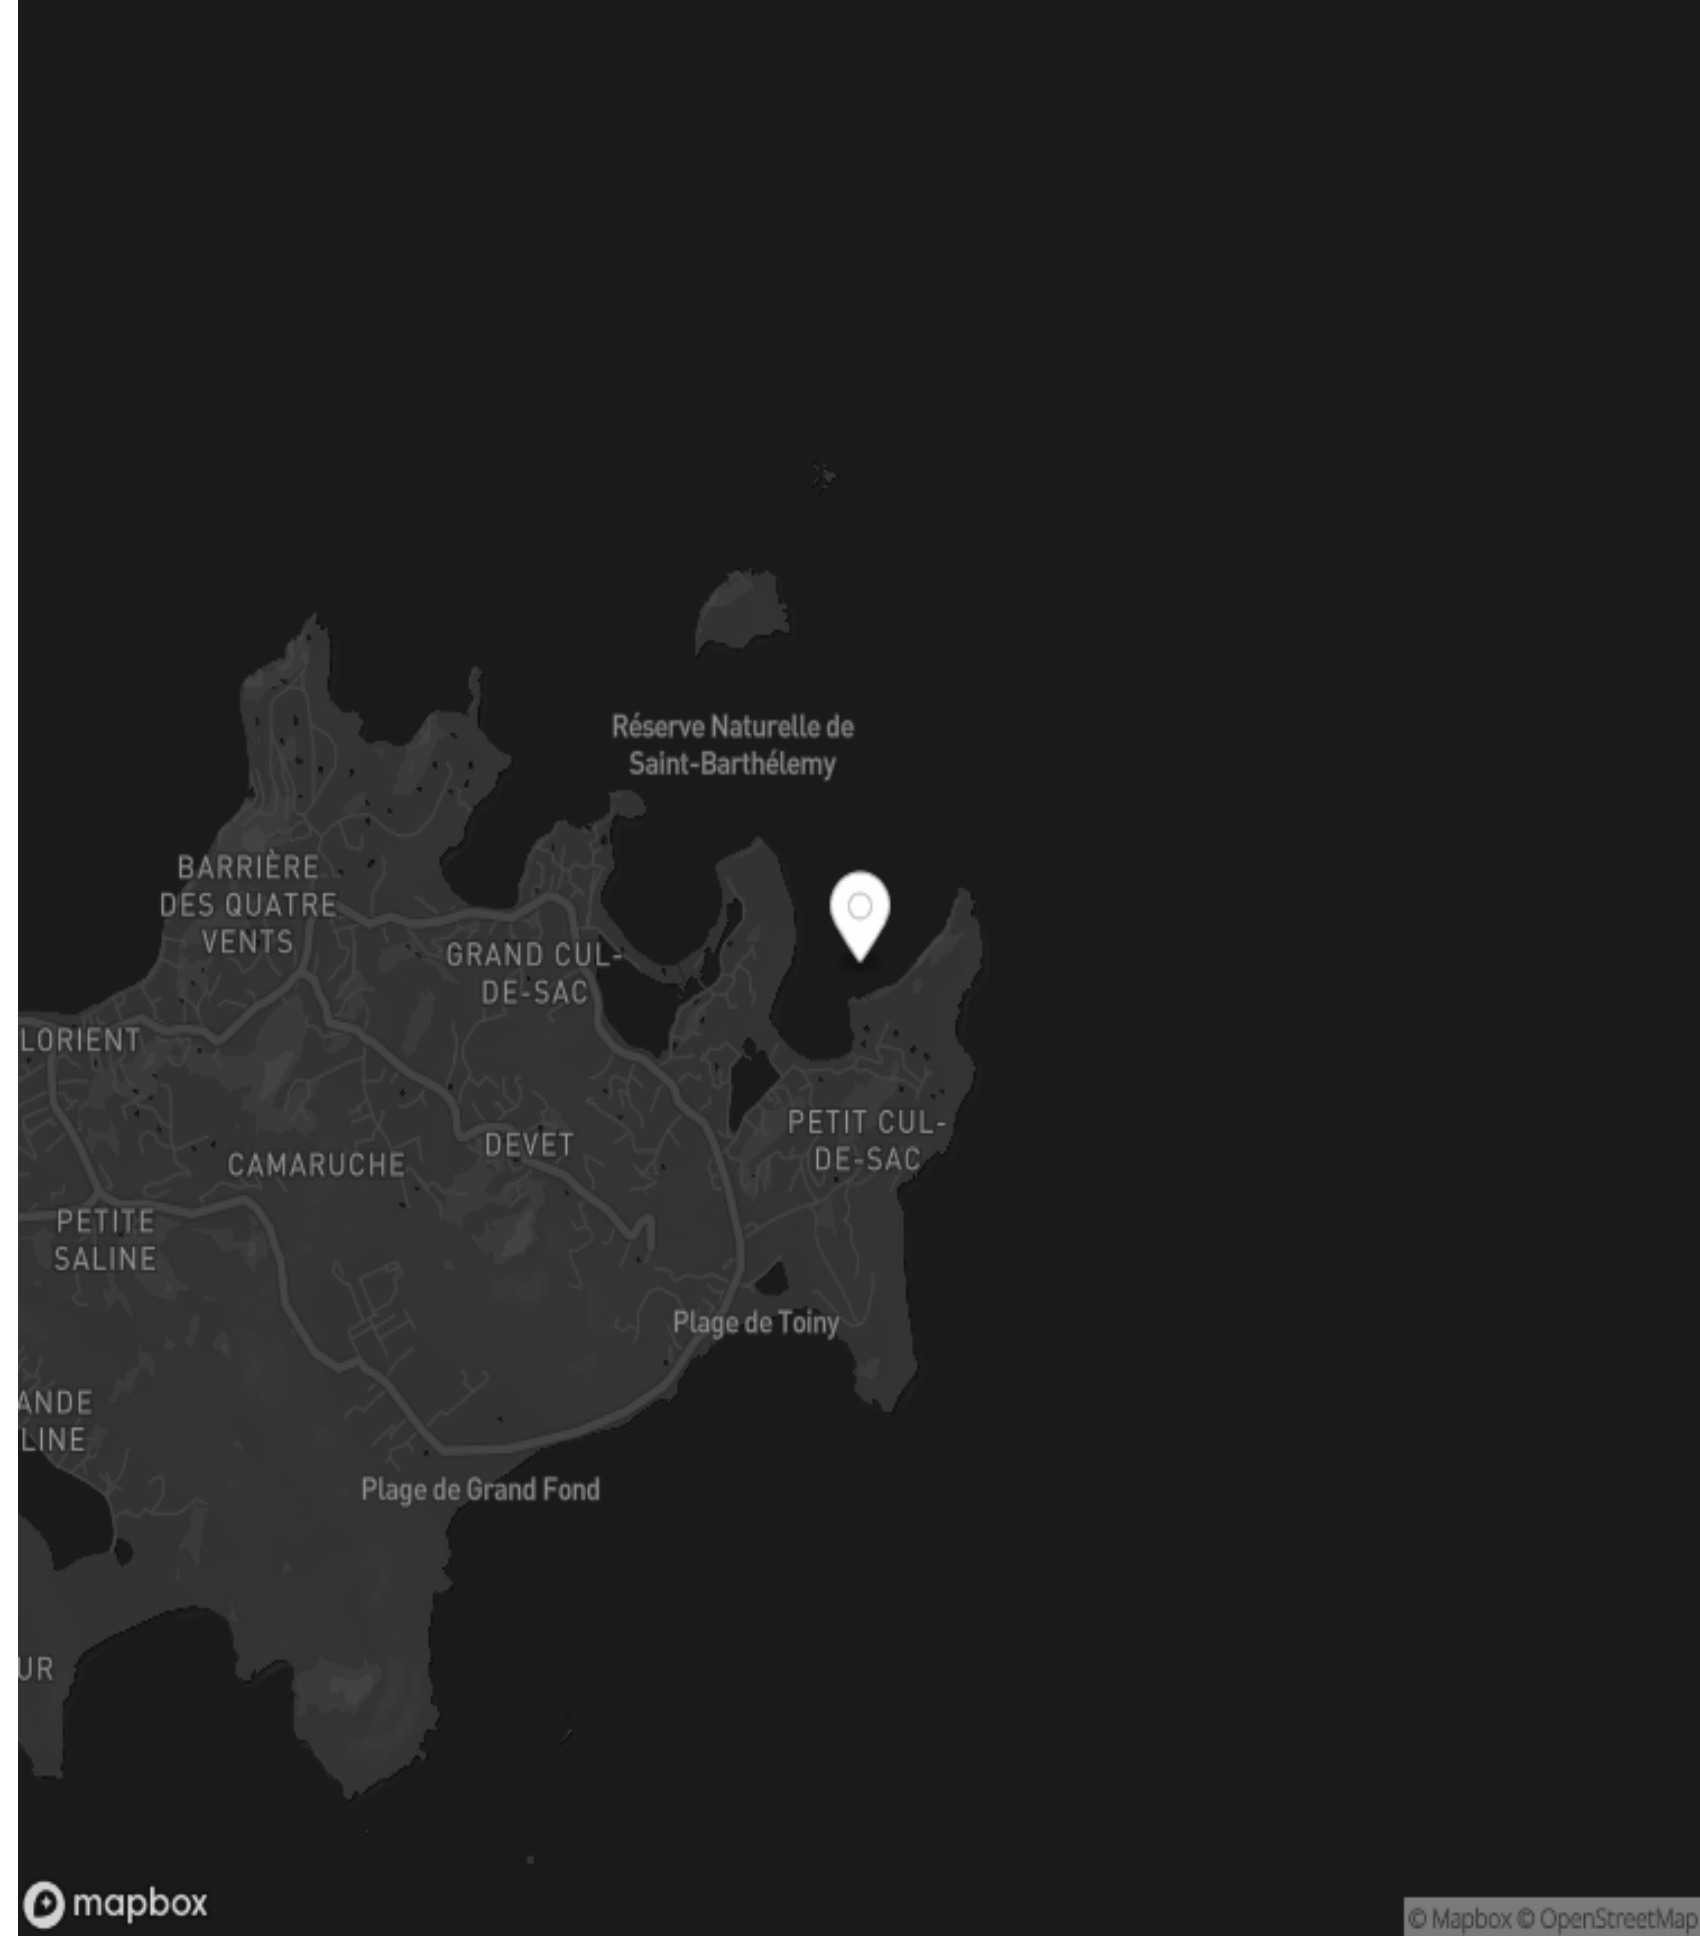 Réserve Naturelle de
Saint-Barthélemy
BARRIÈRE
DES QUATRE
VENTS
GRAND CUL-
DE-SAC
LORIENT
PETIT CUL-
DE-SAC
DEVET
CAMARUCHE
PETITE
SALINE
Plage de Toiny
ANDE
LINE
Plage de Grand Fond
UR
mapbox
© Mapbox © OpenStreetMap